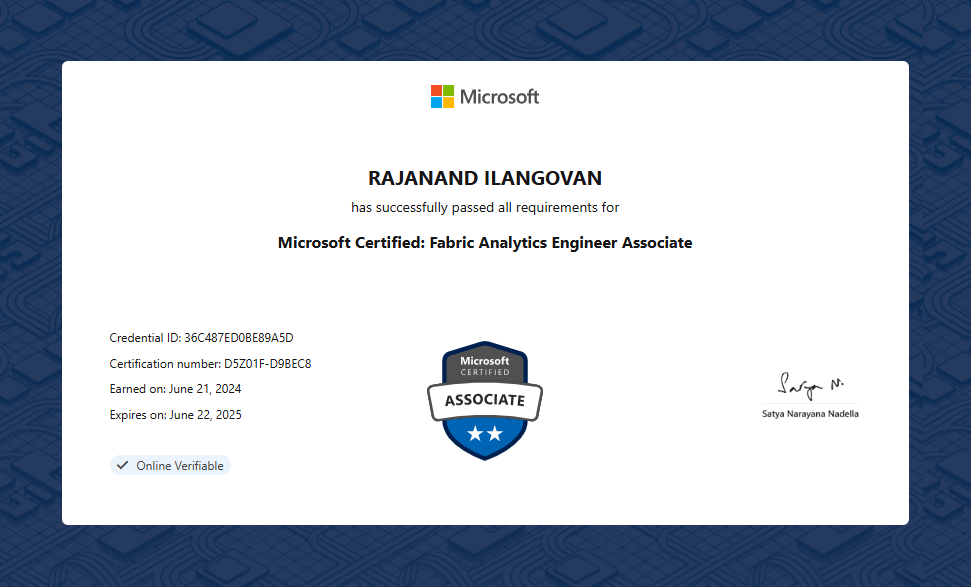 Microsoft
RAJANAND ILANGOVAN
has successfully passed all requirements for
Microsoft Certified: Fabric Analytics Engineer Associate
Credential ID: 36C487ED0BE89A5D
Certification number: D5Z01F-D9BEC8
Earned on: June 21, 2024
Expires on: June 22, 2025
Online Verifiable
Microsoft
CERTIFIED
ASSOCIATE
Satya N.
Satya Narayana Nadella